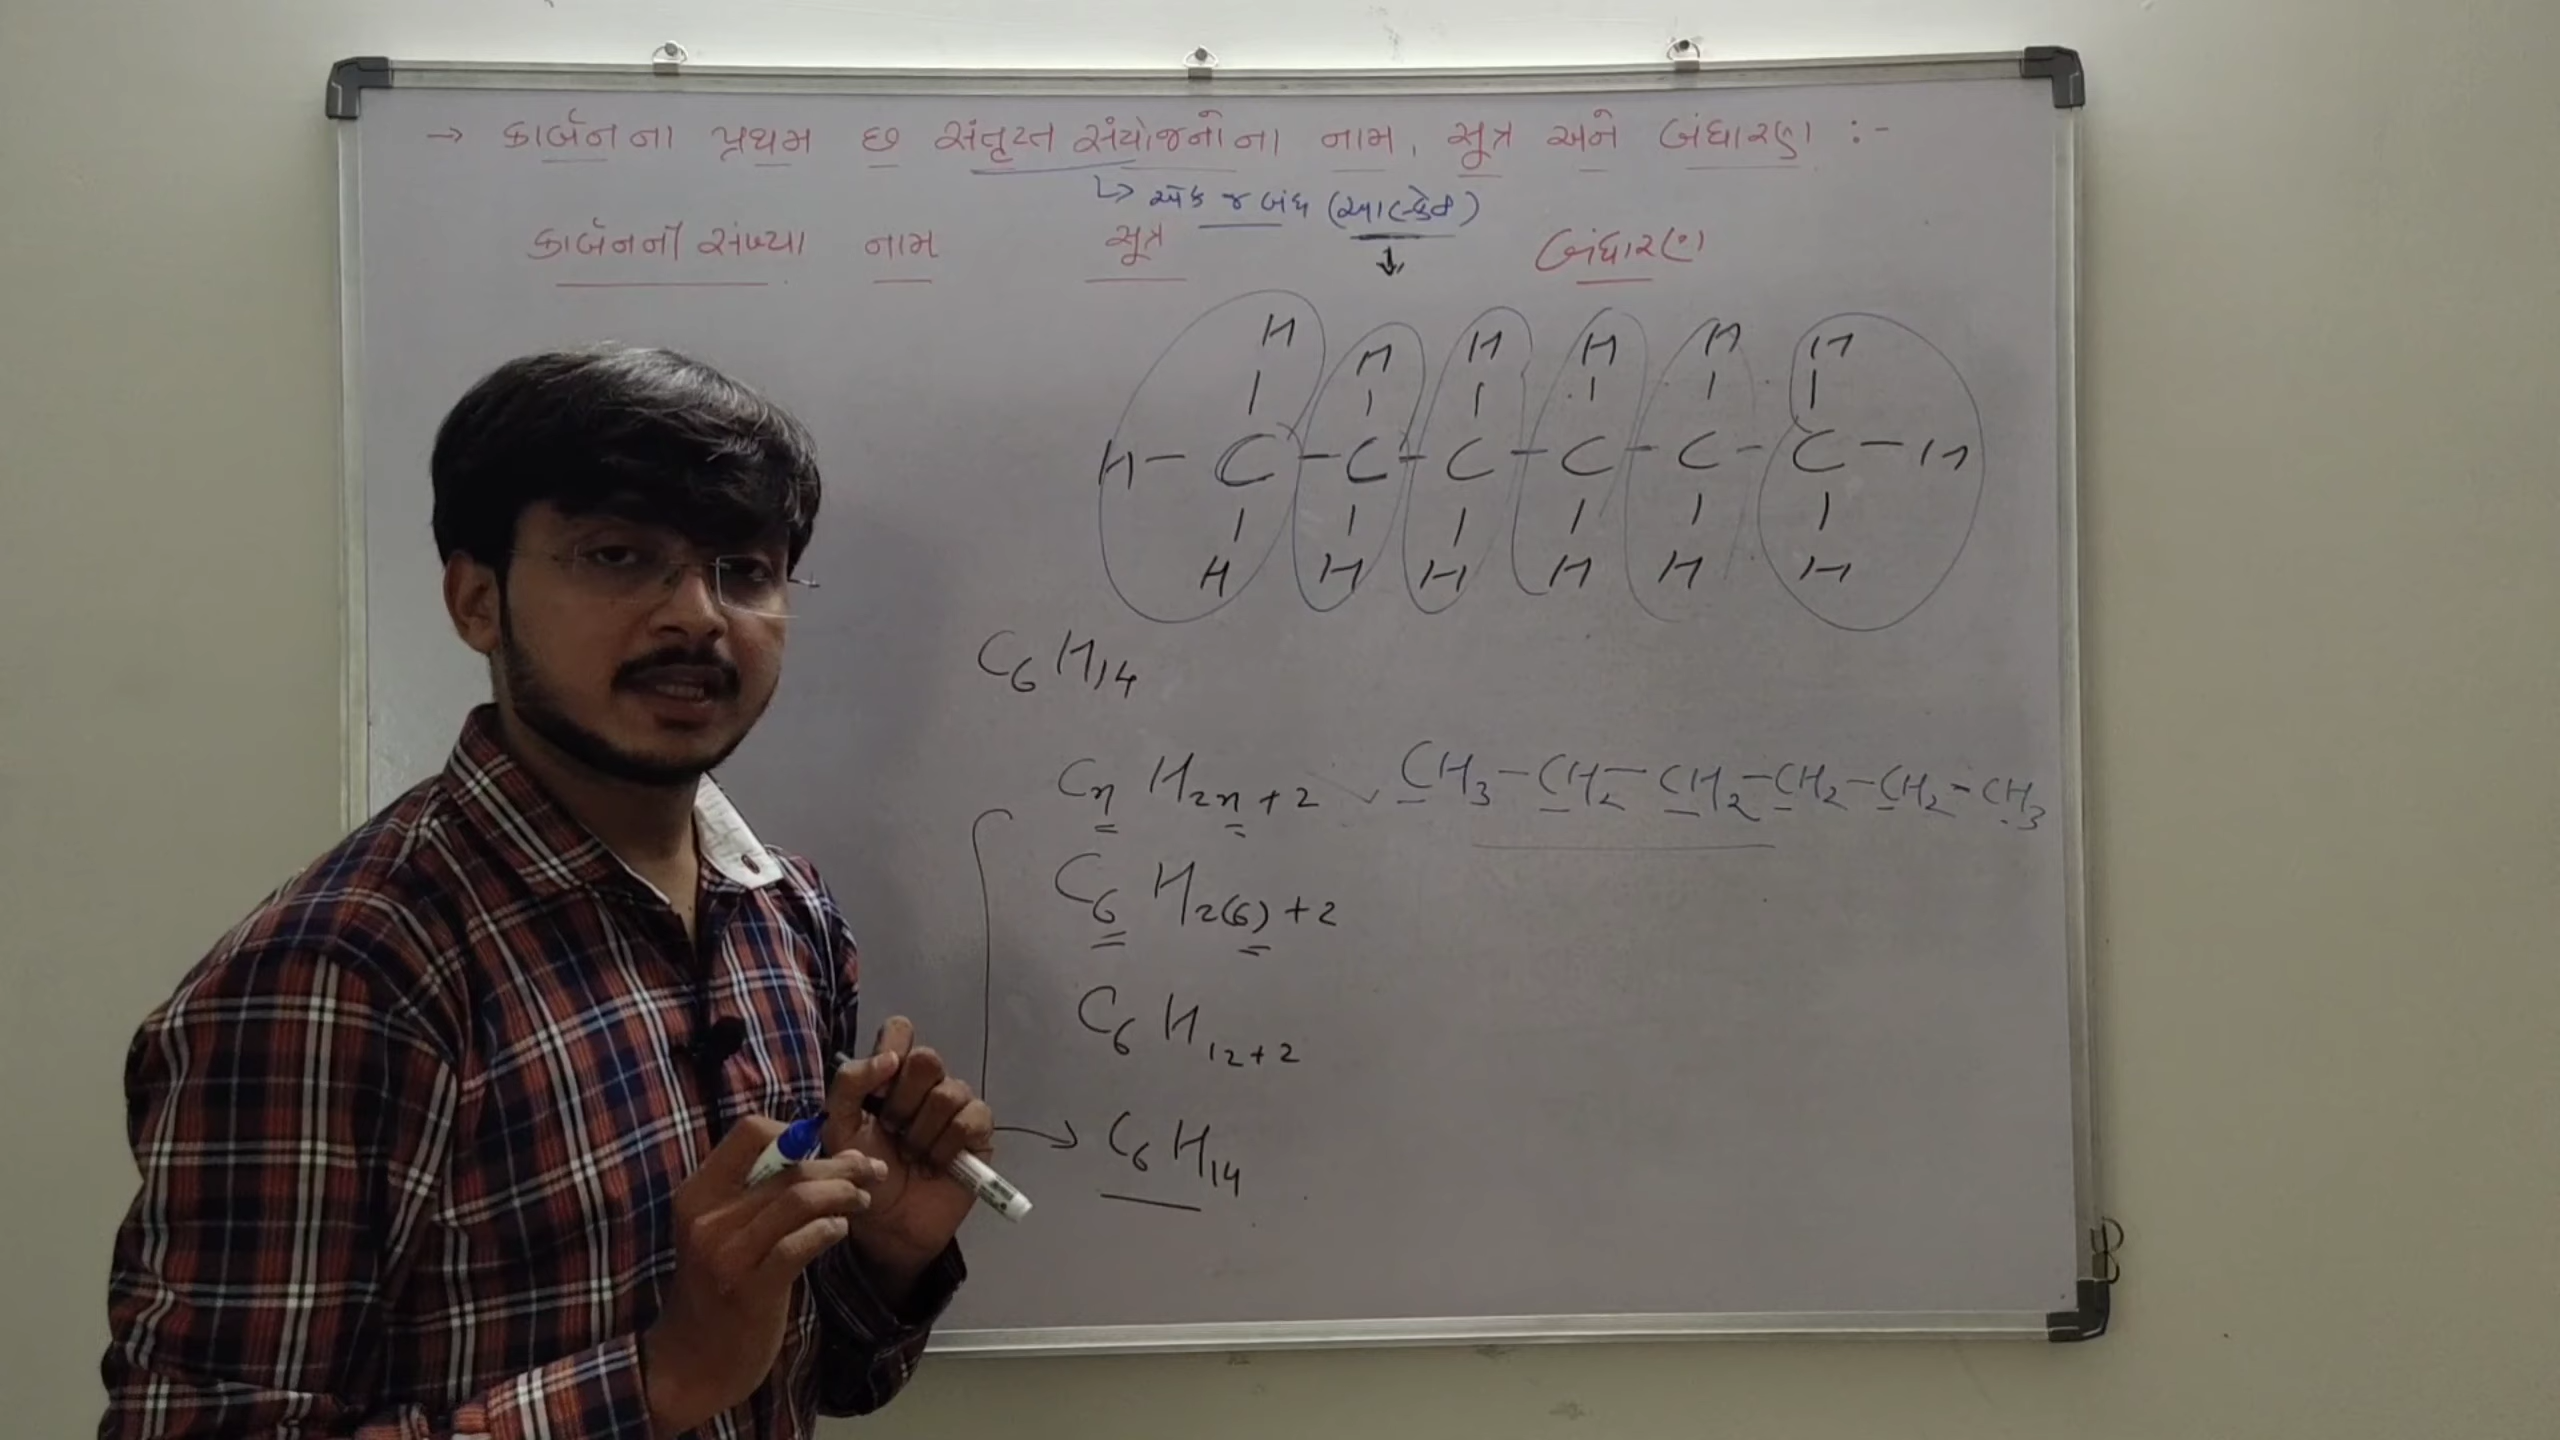 → કાર્બનના પ્રથમ છ સંતૃપ્ત સંયોજનોના નામ, સૂત્ર અને બંધારણ :-
↳ એક જ બંધ (આલ્કેન)
કાર્બનની સંખ્યા નામ સૂત્ર બંધારણ
↓
H H H H H H
| | | | | |
H - C - C - C - C - C - C - H
| | | | | |
H H H H H H
C6 H14
Cn H2n + 2 CH3 - CH2 - CH2 - CH2 - CH2 - CH3
C6 H2(6) + 2
C6 H12 + 2
→ C6 H14